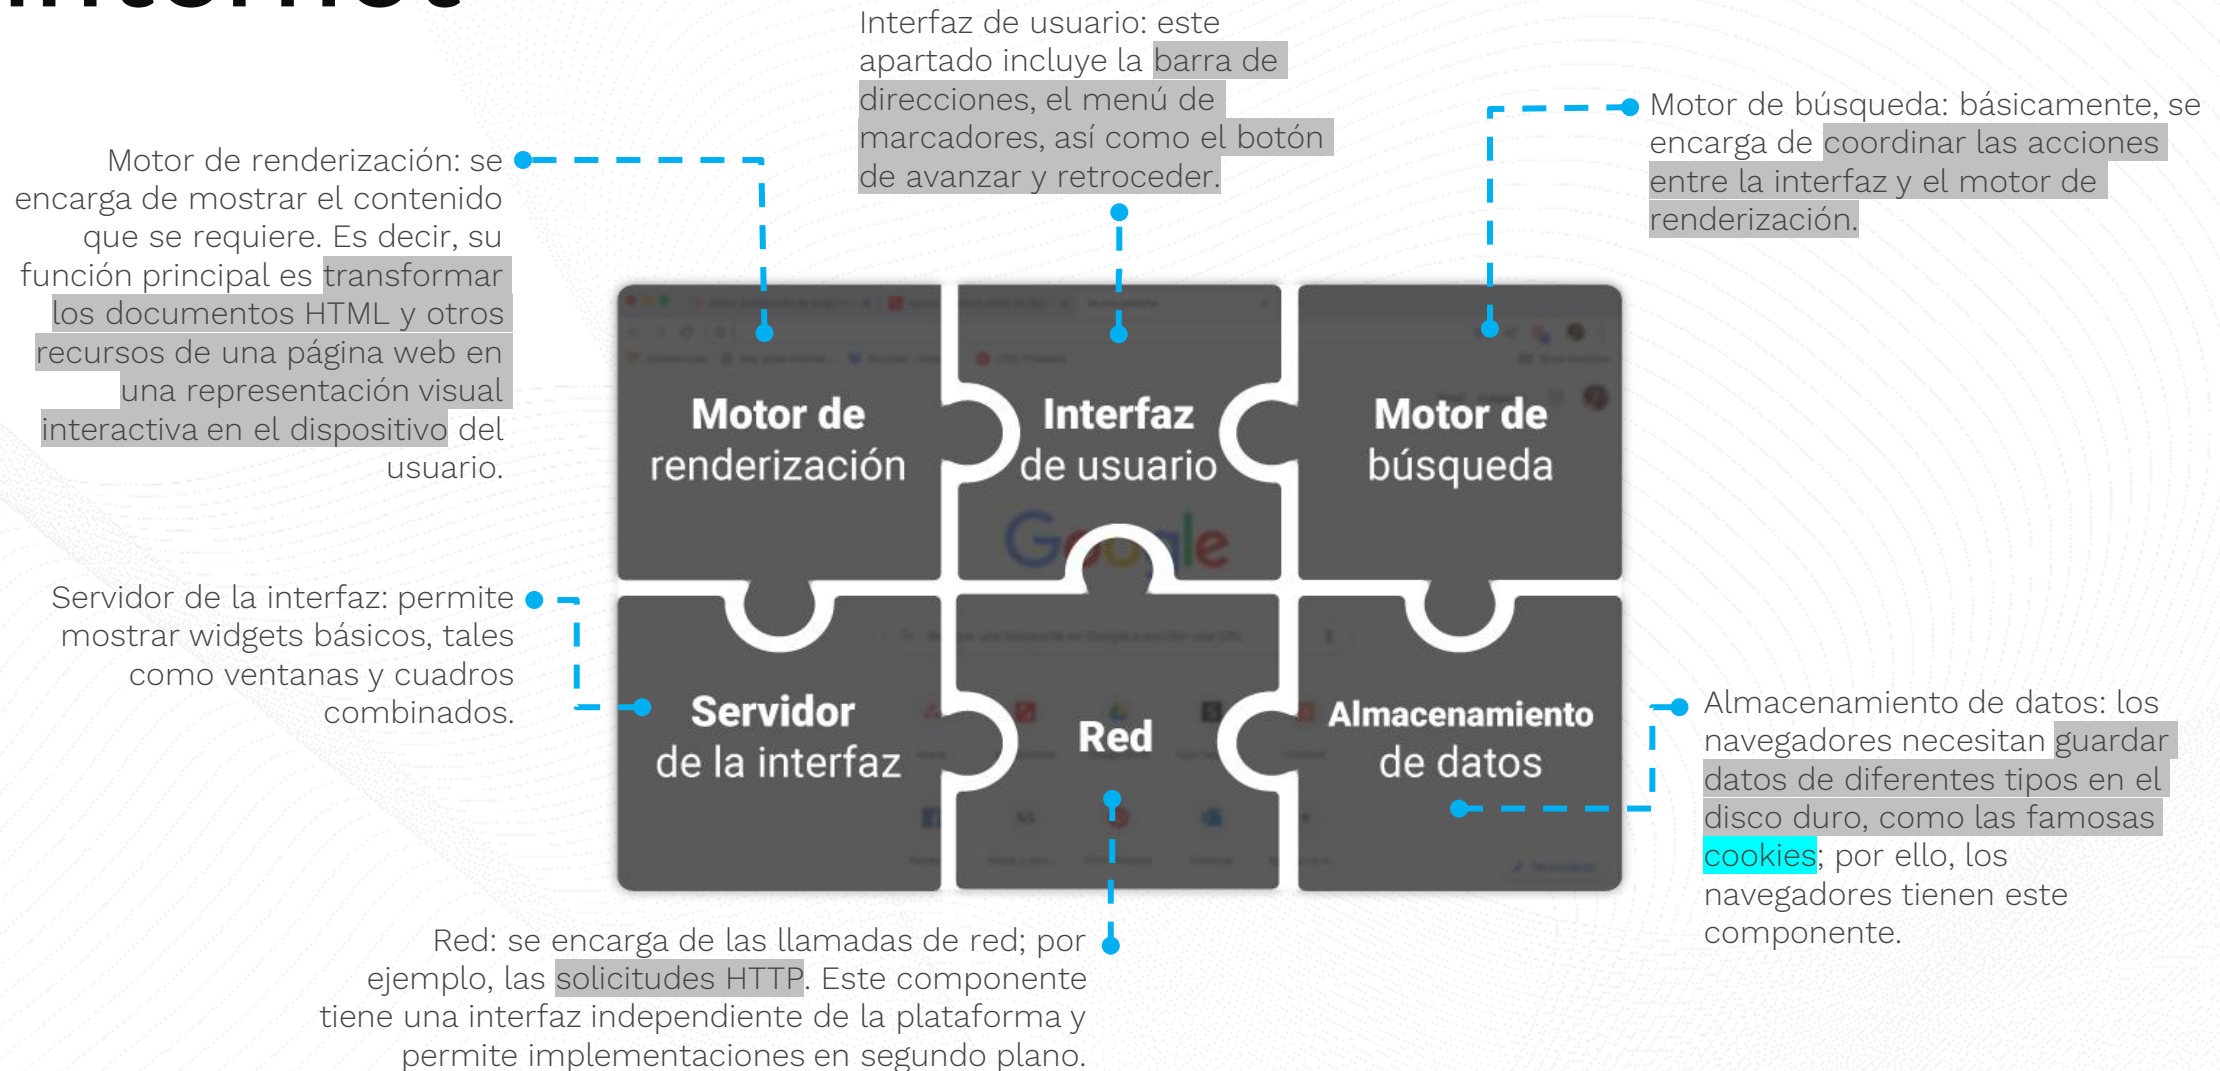 Interfaz de usuario: este
apartado incluye la barra de
direcciones, el menú de
marcadores, así como el botón
de avanzar y retroceder.
Motor de búsqueda: básicamente, se
encarga de coordinar las acciones
entre la interfaz y el motor de
renderización.
Motor de renderización: se
encarga de mostrar el contenido
que se requiere. Es decir, su
función principal es transformar
los documentos HTML y otros
recursos de una página web en
una representación visual
interactiva en el dispositivo del
usuario.
Motor de
renderización
Interfaz
de usuario
Motor de
búsqueda
Google
Servidor de la interfaz: permite
mostrar widgets básicos, tales
como ventanas y cuadros
combinados.
Servidor
de la interfaz
Red
Almacenamiento
de datos
Almacenamiento de datos: los
navegadores necesitan guardar
datos de diferentes tipos en el
disco duro, como las famosas
cookies; por ello, los
navegadores tienen este
componente.
Red: se encarga de las llamadas de red; por
ejemplo, las solicitudes HTTP. Este componente
tiene una interfaz independiente de la plataforma y
permite implementaciones en segundo plano.